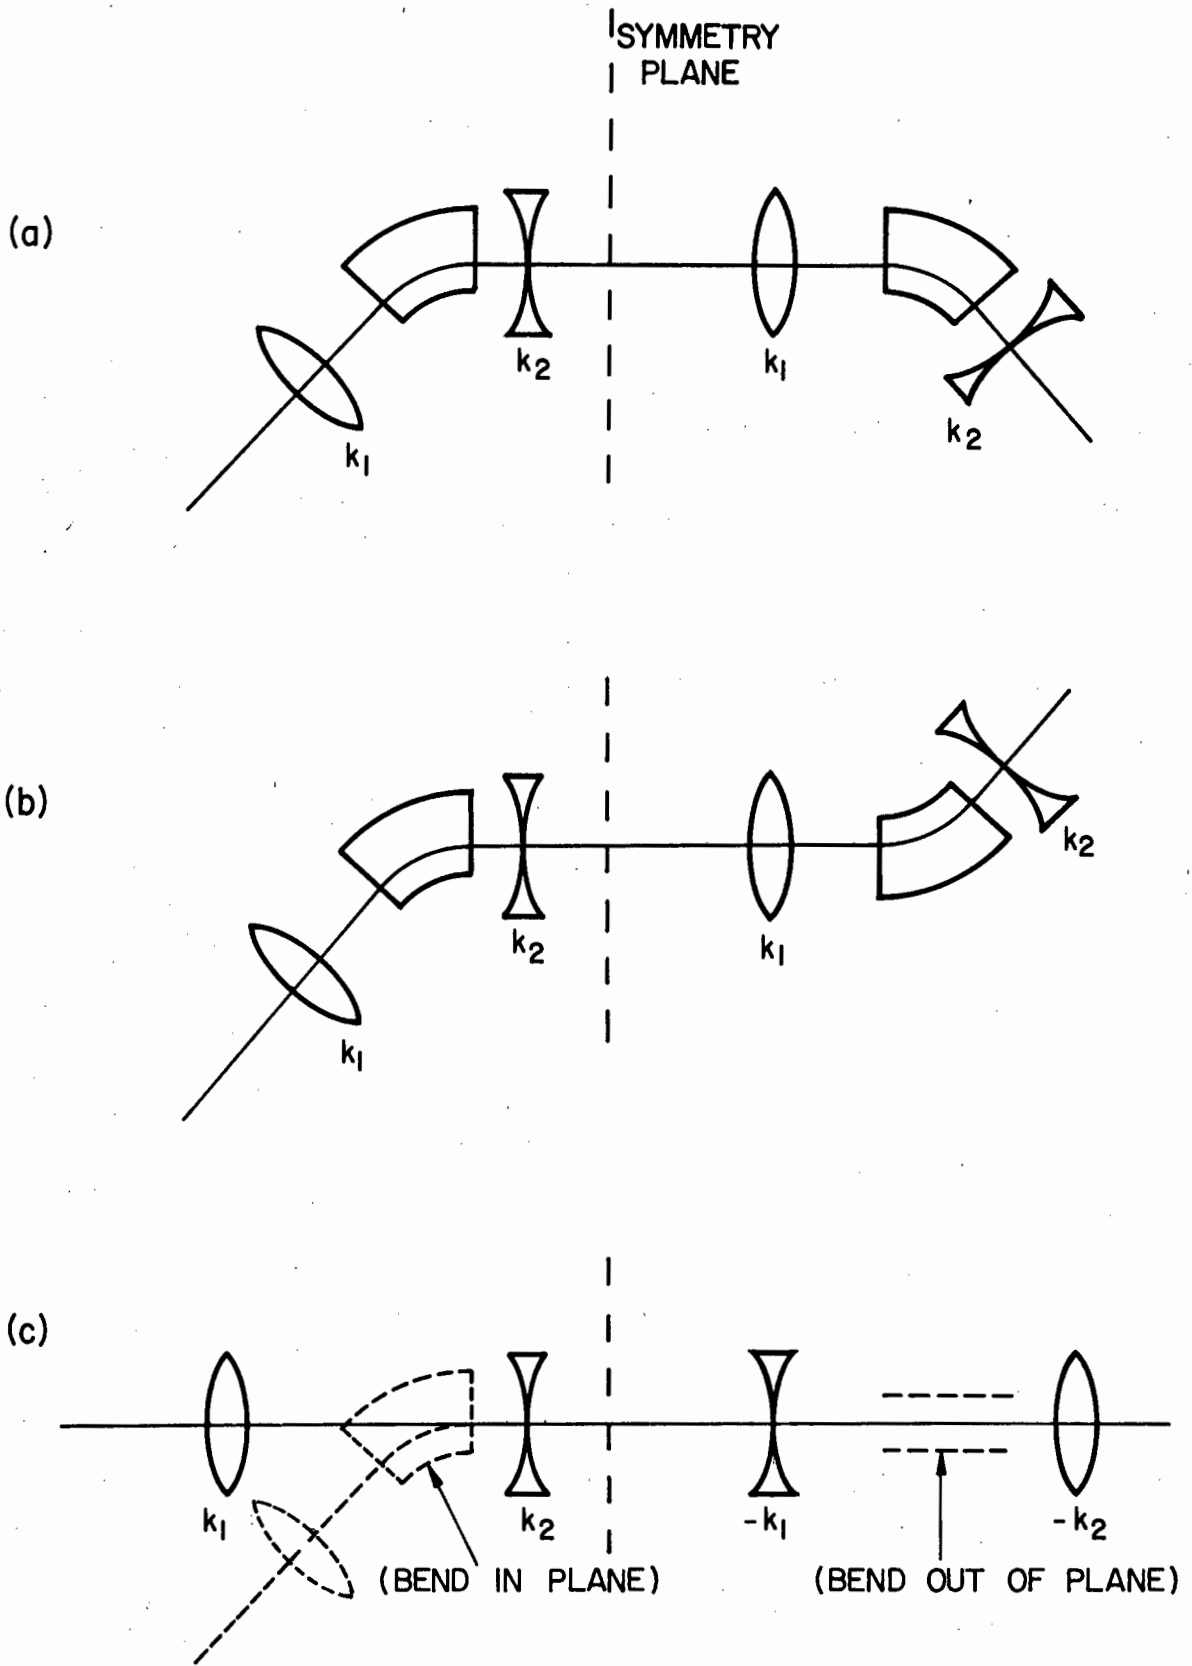 SYMMETRY
PLANE
(a)
k2
k1
k2
k1
(b)
k2
k2
k1
k1
(c)
k1
k2
-k1
-k2
(BEND IN PLANE)
(BEND OUT OF PLANE)